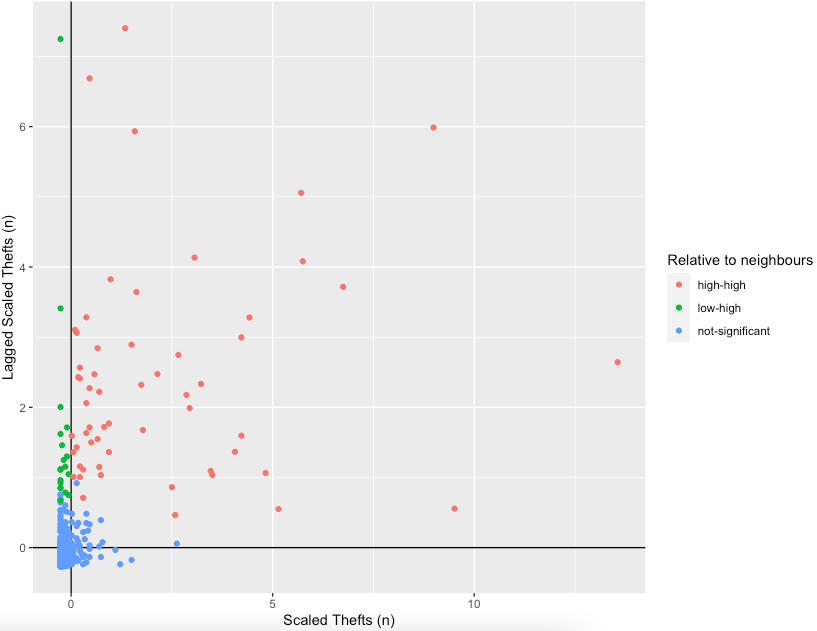 Lagged Scaled Thefts (n)
6
4
2
0
0
5
10
Scaled Thefts (n)
Relative to neighbours
high-high
low-high
not-significant